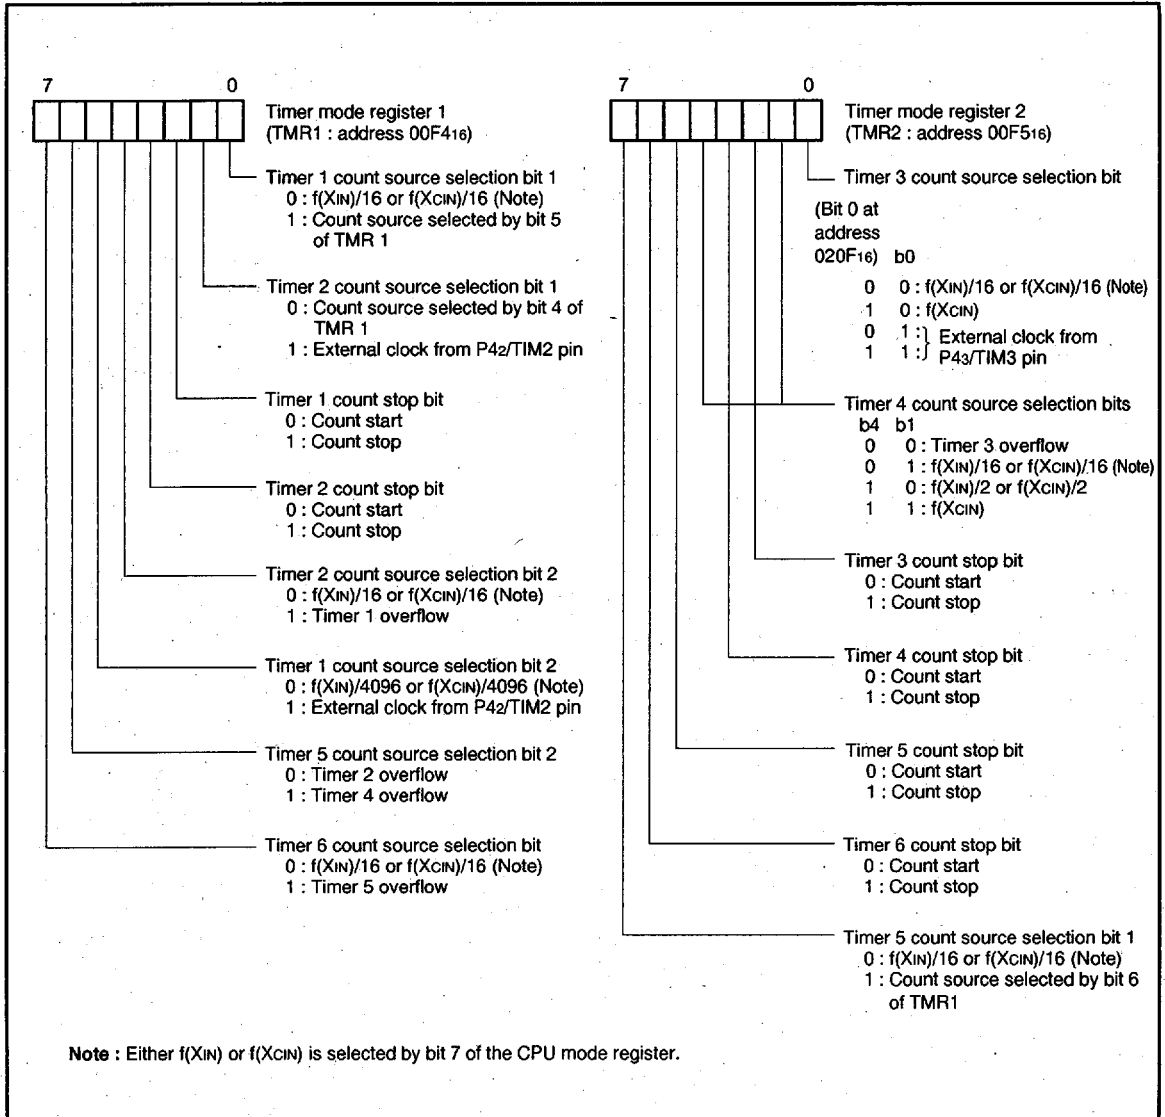 7 0
Timer mode register 1
(TMR1 : address 00F416)
Timer 1 count source selection bit 1
0 : f(XIN)/16 or f(XCIN)/16 (Note)
1 : Count source selected by bit 5
of TMR 1
Timer 2 count source selection bit 1
0 : Count source selected by bit 4 of
TMR 1
1 : External clock from P42/TIM2 pin
Timer 1 count stop bit
0 : Count start
1 : Count stop
Timer 2 count stop bit
0 : Count start
1 : Count stop
Timer 2 count source selection bit 2
0 : f(XIN)/16 or f(XCIN)/16 (Note)
1 : Timer 1 overflow
Timer 1 count source selection bit 2
0 : f(XIN)/4096 or f(XCIN)/4096 (Note)
1 : External clock from P42/TIM2 pin
Timer 5 count source selection bit 2
0 : Timer 2 overflow
1 : Timer 4 overflow
Timer 6 count source selection bit
0 : f(XIN)/16 or f(XCIN)/16 (Note)
1 : Timer 5 overflow
7 0
Timer mode register 2
(TMR2 : address 00F516)
Timer 3 count source selection bit
(Bit 0 at
address
020F16) b0
0 0 : f(XIN)/16 or f(XCIN)/16 (Note)
1 0 : f(XCIN)
0 1 : } External clock from
1 1 : P43/TIM3 pin
Timer 4 count source selection bits
b4 b1
0 0 : Timer 3 overflow
0 1 : f(XIN)/16 or f(XCIN)/16 (Note)
1 0 : f(XIN)/2 or f(XCIN)/2
1 1 : f(XCIN)
Timer 3 count stop bit
0 : Count start
1 : Count stop
Timer 4 count stop bit
0 : Count start
1 : Count stop
Timer 5 count stop bit
0 : Count start
1 : Count stop
Timer 6 count stop bit
0 : Count start
1 : Count stop
Timer 5 count source selection bit 1
0 : f(XIN)/16 or f(XCIN)/16 (Note)
1 : Count source selected by bit 6
of TMR1
Note : Either f(XIN) or f(XCIN) is selected by bit 7 of the CPU mode register.